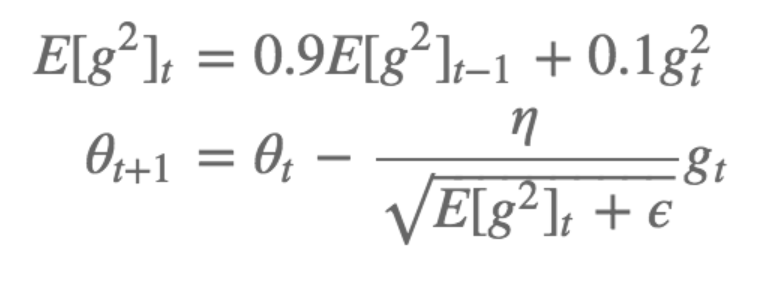 E[g²]ₜ = 0.9E[g²]ₜ₋₁ + 0.1gₜ²
θₜ₊₁ = θₜ − η / √(E[g²]ₜ + ϵ) gₜ